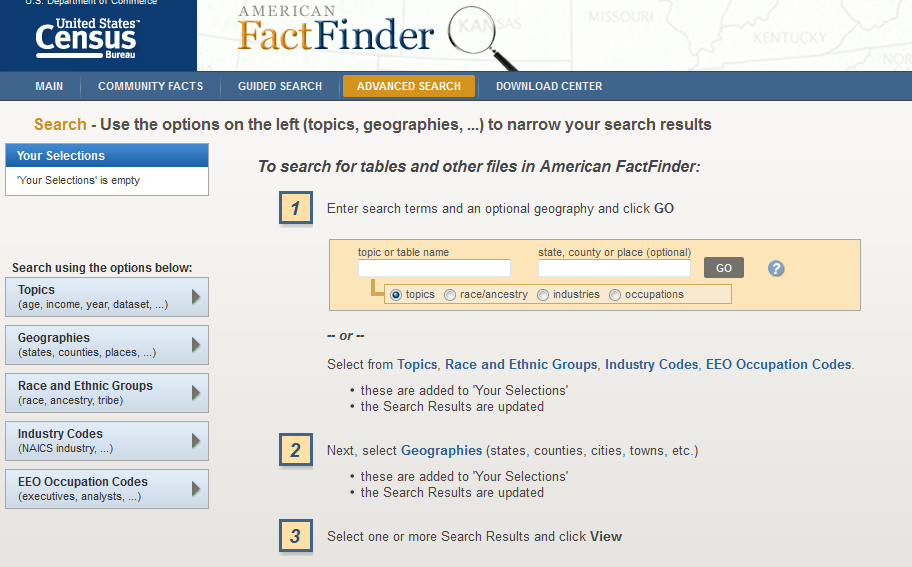 U.S. Department of Commerce
United States™
Census
Bureau
AMERICAN
FactFinder
KANSAS
MISSOURI
KENTUCKY
MAIN
COMMUNITY FACTS
GUIDED SEARCH
ADVANCED SEARCH
DOWNLOAD CENTER
Search - Use the options on the left (topics, geographies, ...) to narrow your search results
Your Selections
'Your Selections' is empty
Search using the options below:
Topics
(age, income, year, dataset, ...)
Geographies
(states, counties, places, ...)
Race and Ethnic Groups
(race, ancestry, tribe)
Industry Codes
(NAICS industry, ...)
EEO Occupation Codes
(executives, analysts, ...)
To search for tables and other files in American FactFinder:
1 Enter search terms and an optional geography and click GO
topic or table name
state, county or place (optional)
GO
?
topics race/ancestry industries occupations
-- or --
Select from Topics, Race and Ethnic Groups, Industry Codes, EEO Occupation Codes.
• these are added to 'Your Selections'
• the Search Results are updated
2 Next, select Geographies (states, counties, cities, towns, etc.)
• these are added to 'Your Selections'
• the Search Results are updated
3 Select one or more Search Results and click View